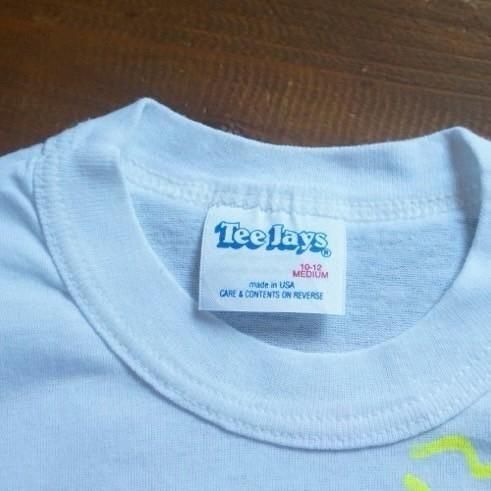 Tee Jays®
10-12
MEDIUM
made in USA
CARE & CONTENTS ON REVERSE